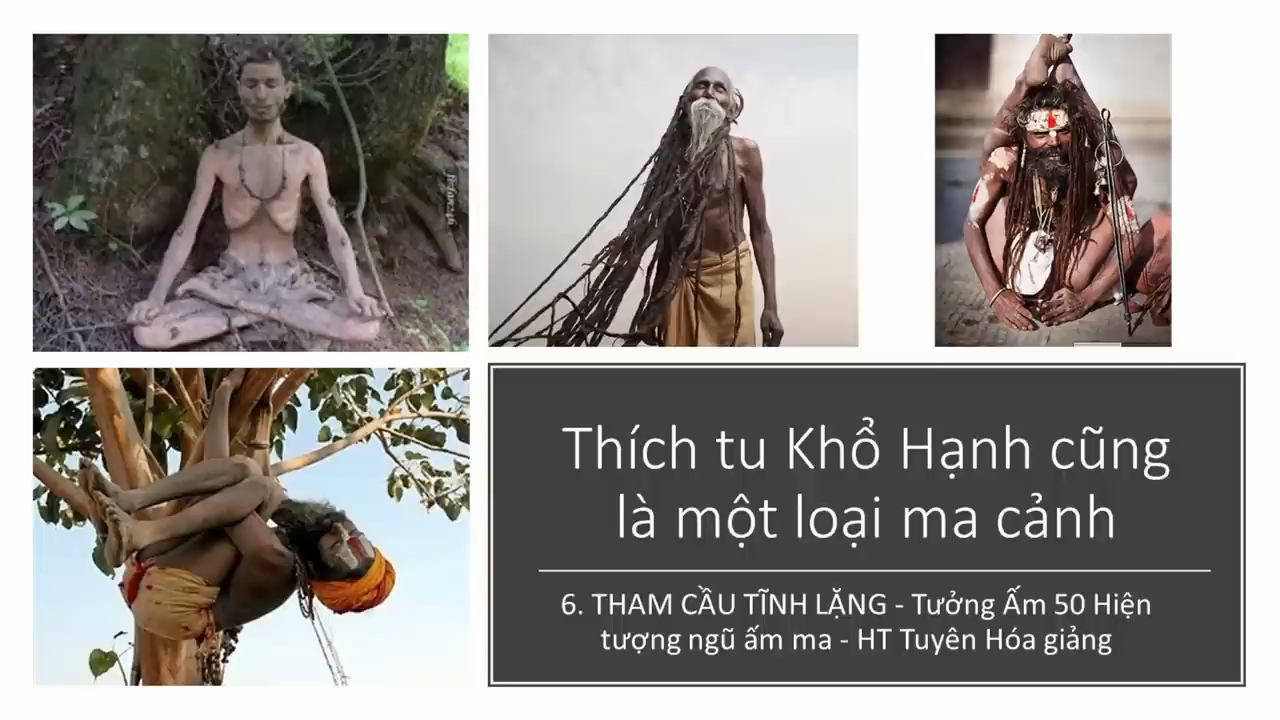 Thích tu Khổ Hạnh cũng
là một loại ma cảnh
6. THAM CẦU TĨNH LẶNG - Tưởng Ấm 50 Hiện
tượng ngũ ấm ma - HT Tuyên Hóa giảng